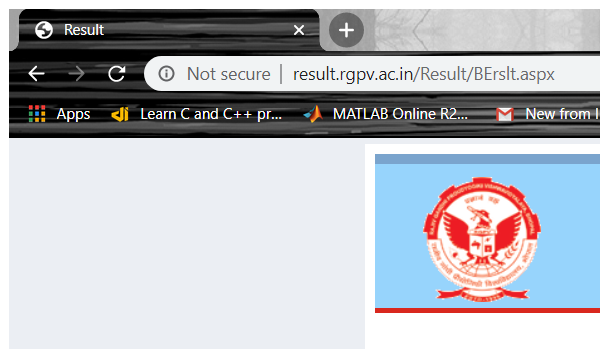 Result
Not secure | result.rgpv.ac.in/Result/BErslt.aspx
Apps Learn C and C++ pr... MATLAB Online R2... New from I